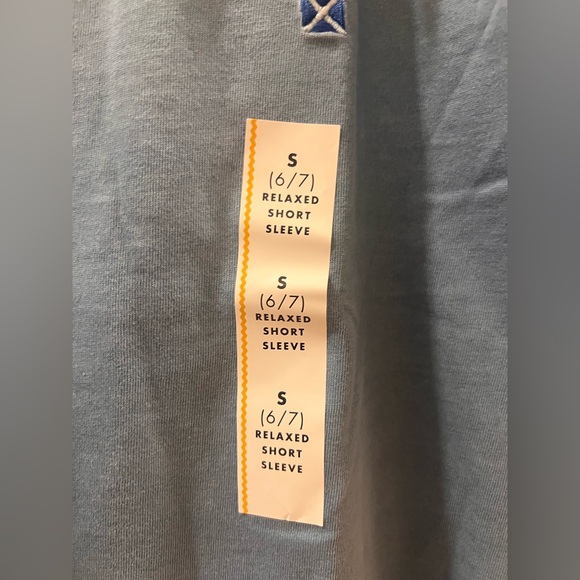 S
(6/7)
RELAXED
SHORT
SLEEVE
S
(6/7)
RELAXED
SHORT
SLEEVE
S
(6/7)
RELAXED
SHORT
SLEEVE